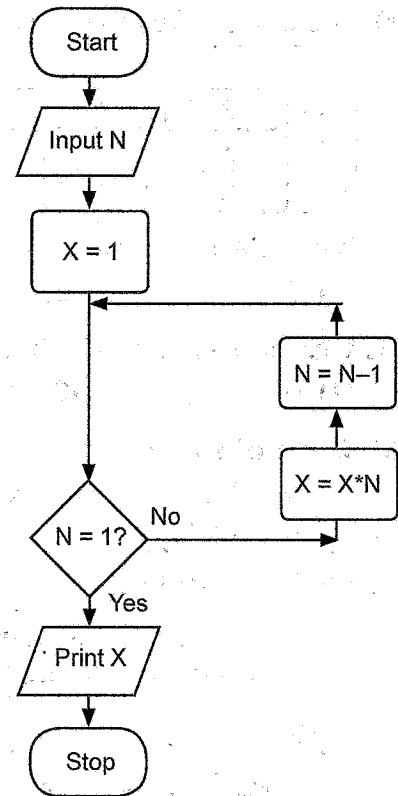 Start
Input N
X = 1
N = 1?
No
X = X*N
N = N–1
Yes
Print X
Stop